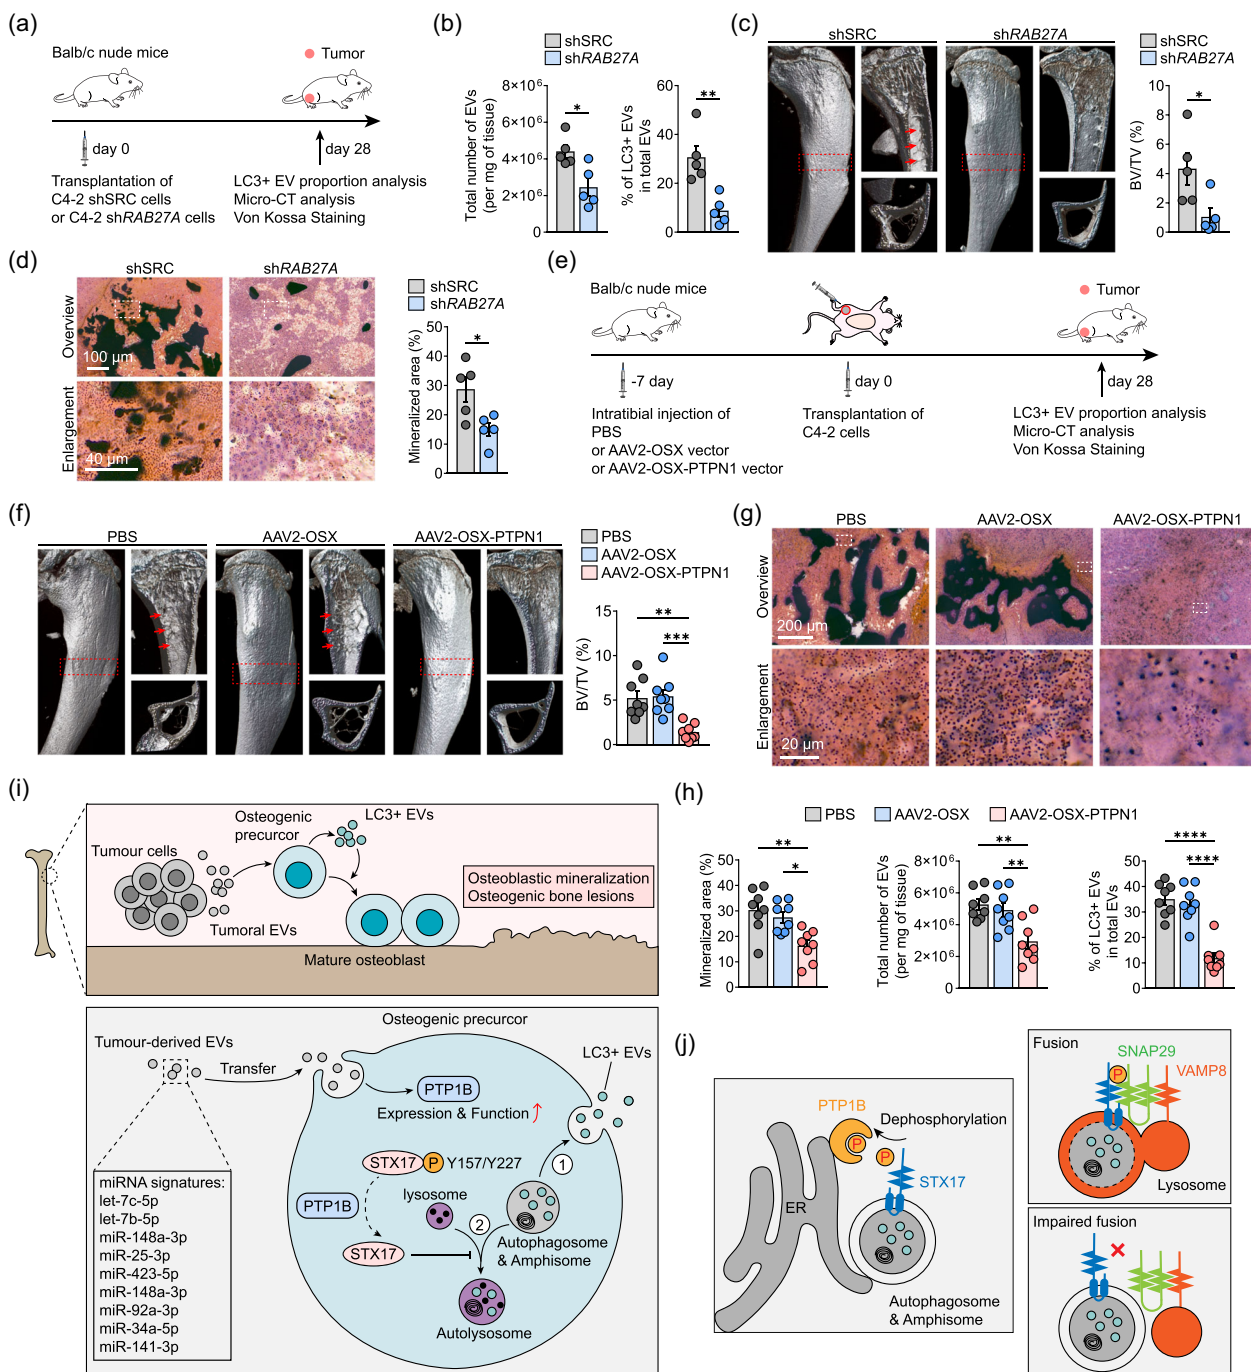 (a)
Balb/c nude mice
Tumor
day 0
day 28
Transplantation of
C4-2 shSRC cells
or C4-2 shRAB27A cells
LC3+ EV proportion analysis
Micro-CT analysis
Von Kossa Staining
(b)
shSRC
shRAB27A
Total number of EVs
(per mg of tissue)
8×10⁶
6×10⁶
4×10⁶
2×10⁶
0
*
% of LC3+ EVs
in total EVs
60
40
20
0
**
(c)
shSRC
shRAB27A
shSRC
shRAB27A
BV/TV (%)
10
8
6
4
2
0
*
(d)
shSRC
shRAB27A
Overview
100 µm
Enlargement
40 µm
shSRC
shRAB27A
Mineralized area (%)
50
40
30
20
10
0
*
(e)
Balb/c nude mice
Tumor
-7 day
day 0
day 28
Intratibial injection of
PBS
or AAV2-OSX vector
or AAV2-OSX-PTPN1 vector
Transplantation of
C4-2 cells
LC3+ EV proportion analysis
Micro-CT analysis
Von Kossa Staining
(f)
PBS
AAV2-OSX
AAV2-OSX-PTPN1
PBS
AAV2-OSX
AAV2-OSX-PTPN1
BV/TV (%)
15
10
5
0
**
***
(g)
PBS
AAV2-OSX
AAV2-OSX-PTPN1
Overview
200 µm
Enlargement
20 µm
(h)
PBS
AAV2-OSX
AAV2-OSX-PTPN1
Mineralized area (%)
50
40
30
20
10
0
**
*
Total number of EVs
(per mg of tissue)
8×10⁶
6×10⁶
4×10⁶
2×10⁶
0
**
**
% of LC3+ EVs
in total EVs
50
40
30
20
10
0
****
****
(i)
Osteogenic
precurcor
LC3+ EVs
Tumour cells
Tumoral EVs
Osteoblastic mineralization
Osteogenic bone lesions
Mature osteoblast
Osteogenic precurcor
Tumour-derived EVs
Transfer
LC3+ EVs
PTP1B
Expression & Function
STX17
P
Y157/Y227
1
lysosome
PTP1B
2
STX17
Autophagosome
& Amphisome
Autolysosome
miRNA signatures:
let-7c-5p
let-7b-5p
miR-148a-3p
miR-25-3p
miR-423-5p
miR-148a-3p
miR-92a-3p
miR-34a-5p
miR-141-3p
(j)
PTP1B
Dephosphorylation
P
P
STX17
ER
Autophagosome
& Amphisome
Fusion
SNAP29
P
VAMP8
Lysosome
Impaired fusion